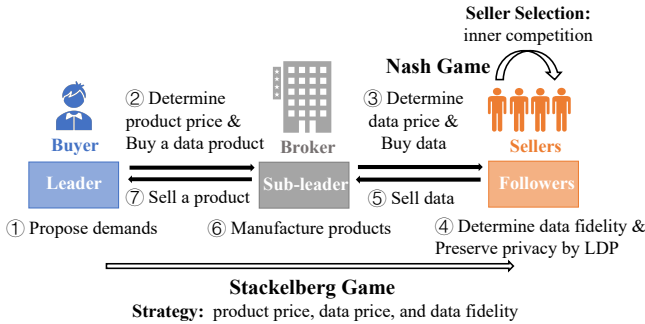 Seller Selection:
inner competition
Nash Game
② Determine
product price &
Buy a data product
③ Determine
data price &
Buy data
Buyer
Broker
Sellers
Leader
Sub-leader
Followers
⑦ Sell a product
⑤ Sell data
① Propose demands
⑥ Manufacture products
④ Determine data fidelity &
Preserve privacy by LDP
Stackelberg Game
Strategy: product price, data price, and data fidelity